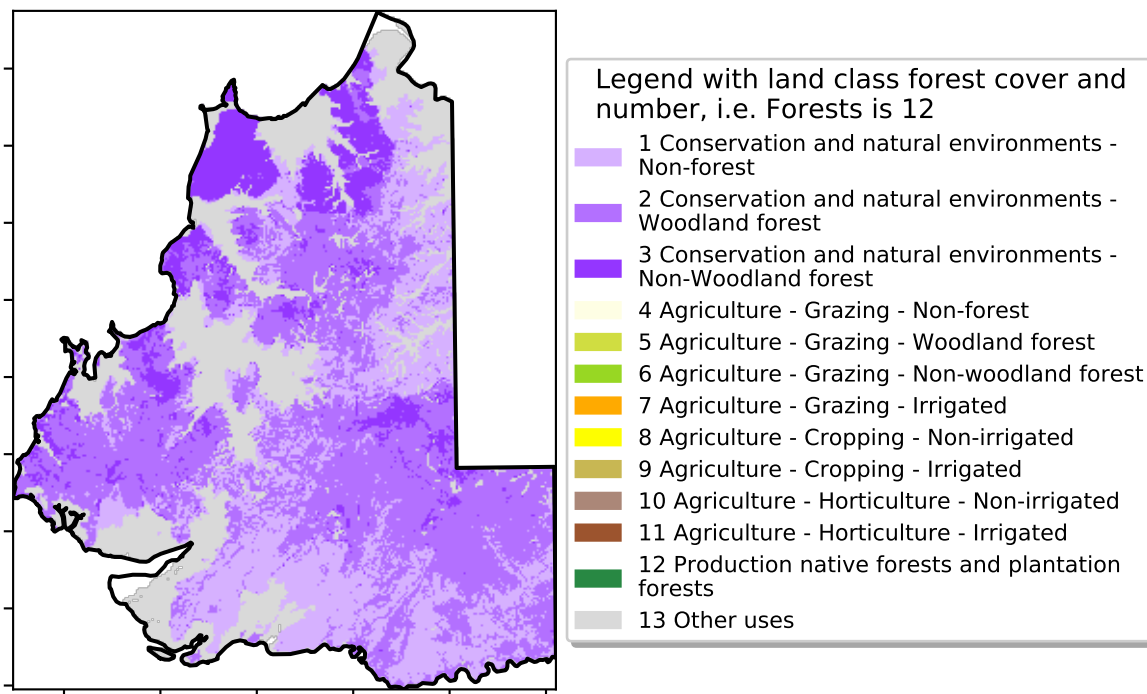 Legend with land class forest cover and
number, i.e. Forests is 12
1 Conservation and natural environments -
Non-forest
2 Conservation and natural environments -
Woodland forest
3 Conservation and natural environments -
Non-Woodland forest
4 Agriculture - Grazing - Non-forest
5 Agriculture - Grazing - Woodland forest
6 Agriculture - Grazing - Non-woodland forest
7 Agriculture - Grazing - Irrigated
8 Agriculture - Cropping - Non-irrigated
9 Agriculture - Cropping - Irrigated
10 Agriculture - Horticulture - Non-irrigated
11 Agriculture - Horticulture - Irrigated
12 Production native forests and plantation
forests
13 Other uses